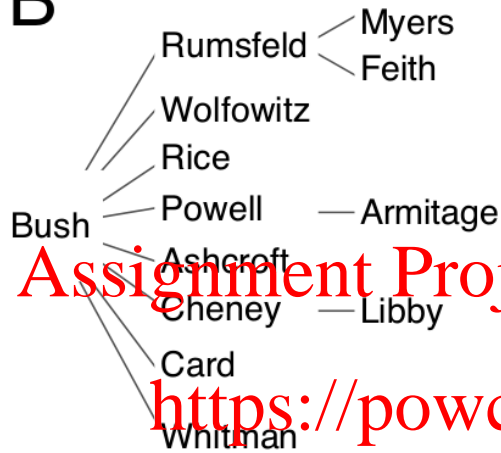 B
Myers
Rumsfeld
Feith
Wolfowitz
Rice
Powell
Armitage
Bush
Ashcroft
Assignment Proj
Cheney
Libby
Card
https://powc
Whitman